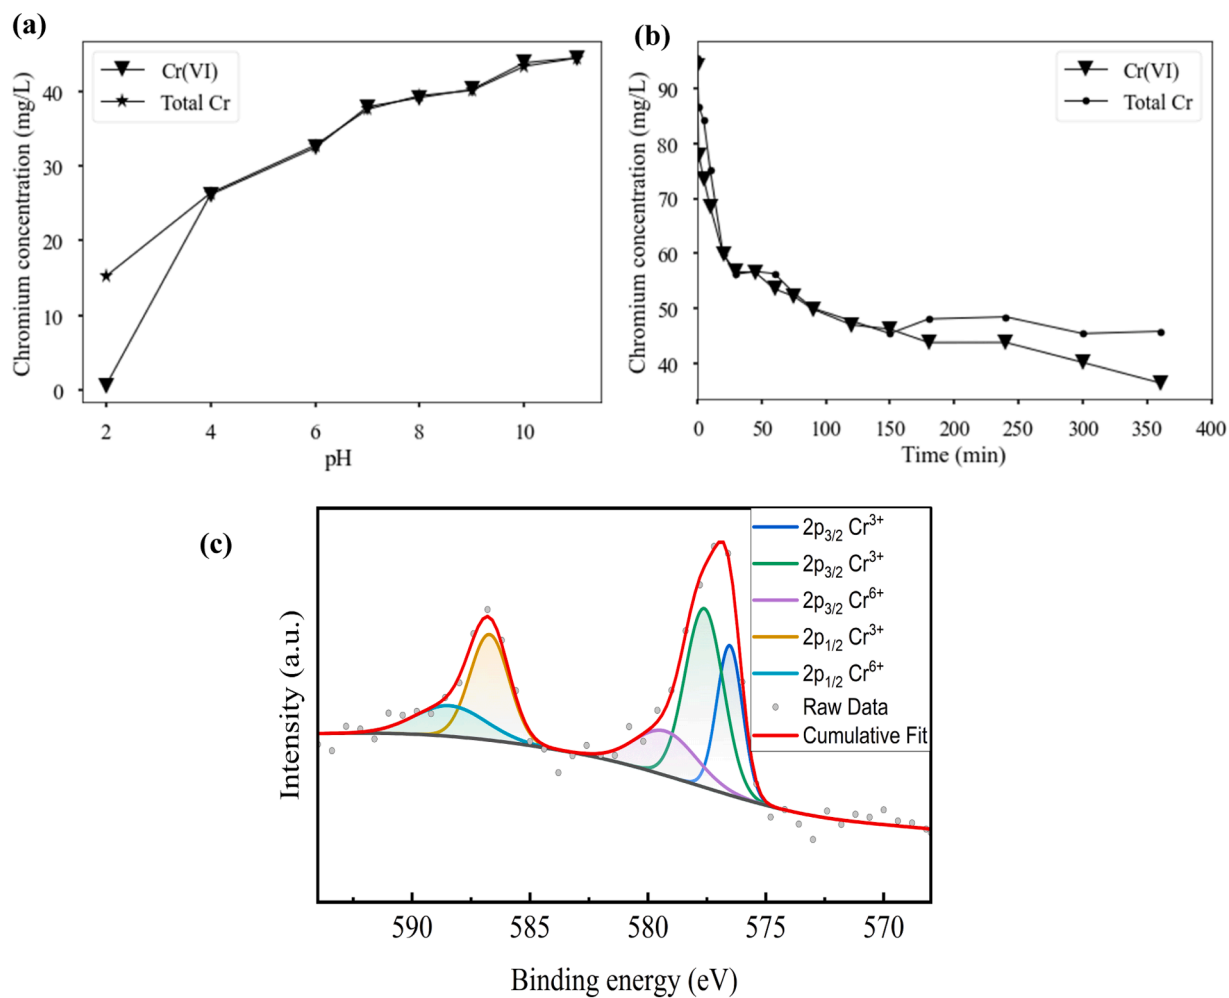 (a)
Chromium concentration (mg/L)
Cr(VI)
Total Cr
40
30
20
10
0
2 4 6 8 10
pH
(b)
Chromium concentration (mg/L)
Cr(VI)
Total Cr
90
80
70
60
50
40
0 50 100 150 200 250 300 350 400
Time (min)
(c)
Intensity (a.u.)
2p3/2 Cr3+
2p3/2 Cr3+
2p3/2 Cr6+
2p1/2 Cr3+
2p1/2 Cr6+
Raw Data
Cumulative Fit
590 585 580 575 570
Binding energy (eV)